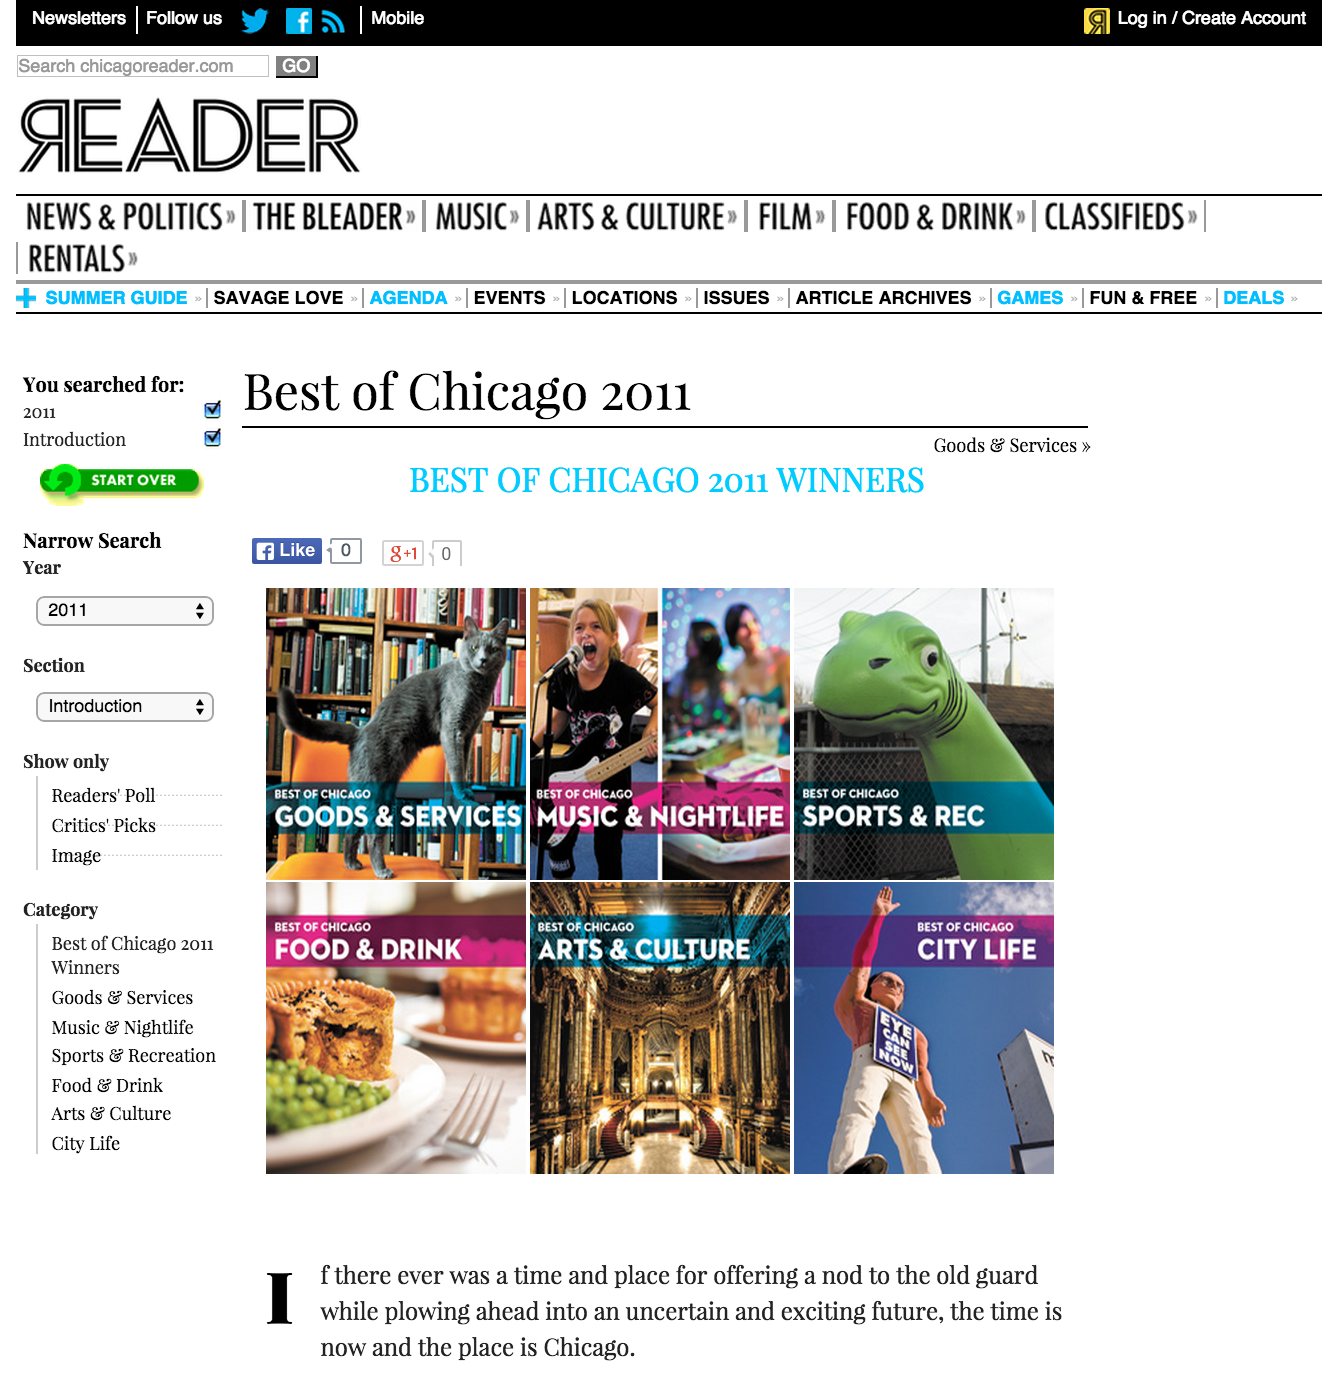 Newsletters Follow us Mobile Log in / Create Account
Search chicagoreader.com GO
READER
NEWS & POLITICS » THE BLEADER » MUSIC » ARTS & CULTURE » FILM » FOOD & DRINK » CLASSIFIEDS »
RENTALS »
SUMMER GUIDE » SAVAGE LOVE » AGENDA » EVENTS » LOCATIONS » ISSUES » ARTICLE ARCHIVES » GAMES » FUN & FREE » DEALS »
You searched for:
2011
Introduction
START OVER
Narrow Search
Year
2011
Section
Introduction
Show only
Readers' Poll
Critics' Picks
Image
Category
Best of Chicago 2011
Winners
Goods & Services
Music & Nightlife
Sports & Recreation
Food & Drink
Arts & Culture
City Life
Best of Chicago 2011
Goods & Services »
BEST OF CHICAGO 2011 WINNERS
Like 0 g+1 0
BEST OF CHICAGO
GOODS & SERVICES
BEST OF CHICAGO
MUSIC & NIGHTLIFE
BEST OF CHICAGO
SPORTS & REC
BEST OF CHICAGO
FOOD & DRINK
BEST OF CHICAGO
ARTS & CULTURE
BEST OF CHICAGO
CITY LIFE
EYE
CAN
SEE
NOW
If there ever was a time and place for offering a nod to the old guard
while plowing ahead into an uncertain and exciting future, the time is
now and the place is Chicago.